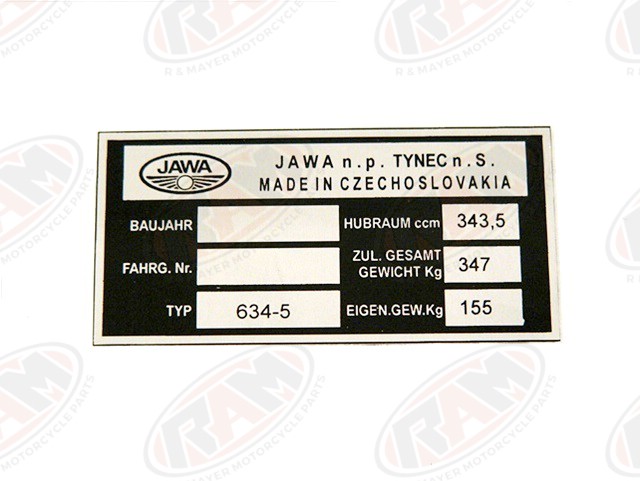 JAWA
JAWA n.p. TYNEC n.S.
MADE IN CZECHOSLOVAKIA
BAUJAHR
HUBRAUM ccm 343,5
FAHRG. Nr.
ZUL. GESAMT
GEWICHT Kg 347
TYP 634-5
EIGEN.GEW.Kg 155
RAM
R & MAYER MOTORCYCLE PARTS